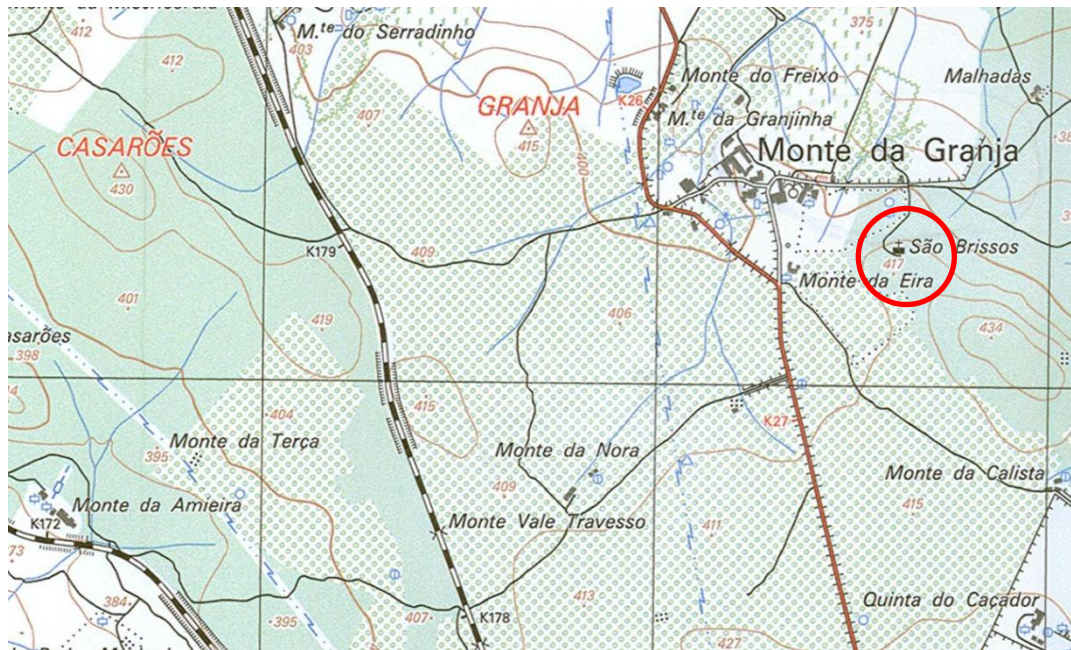 412
M.te do Serradinho
403
375
412
Monte do Freixo
Malhadas
407
GRANJA
K26
M.te da Granjinha
415
CASARÕES
400
Monte da Granja
430
K179
409
São Brissos
417
Monte da Eira
401
419
406
434
398
415
404
K27
Monte da Terça
395
Monte da Nora
Monte da Calista
409
415
Monte da Amieira
K172
Monte Vale Travesso
411
73
384
413
Quinta do Caçador
395
407
K178
427